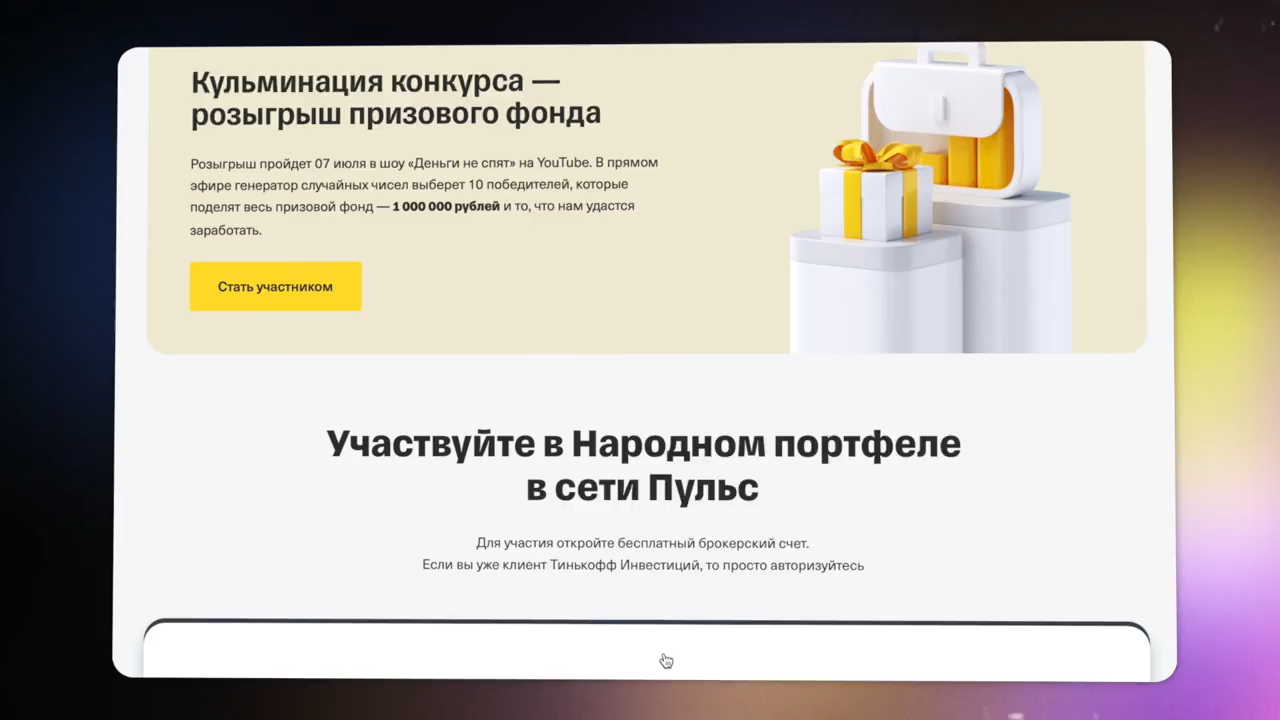 Кульминация конкурса —
розыгрыш призового фонда
Розыгрыш пройдет 07 июля в шоу «Деньги не спят» на YouTube. В прямом
эфире генератор случайных чисел выберет 10 победителей, которые
поделят весь призовой фонд — 1 000 000 рублей и то, что нам удастся
заработать.
Стать участником
Участвуйте в Народном портфеле
в сети Пульс
Для участия откройте бесплатный брокерский счет.
Если вы уже клиент Тинькофф Инвестиций, то просто авторизуйтесь